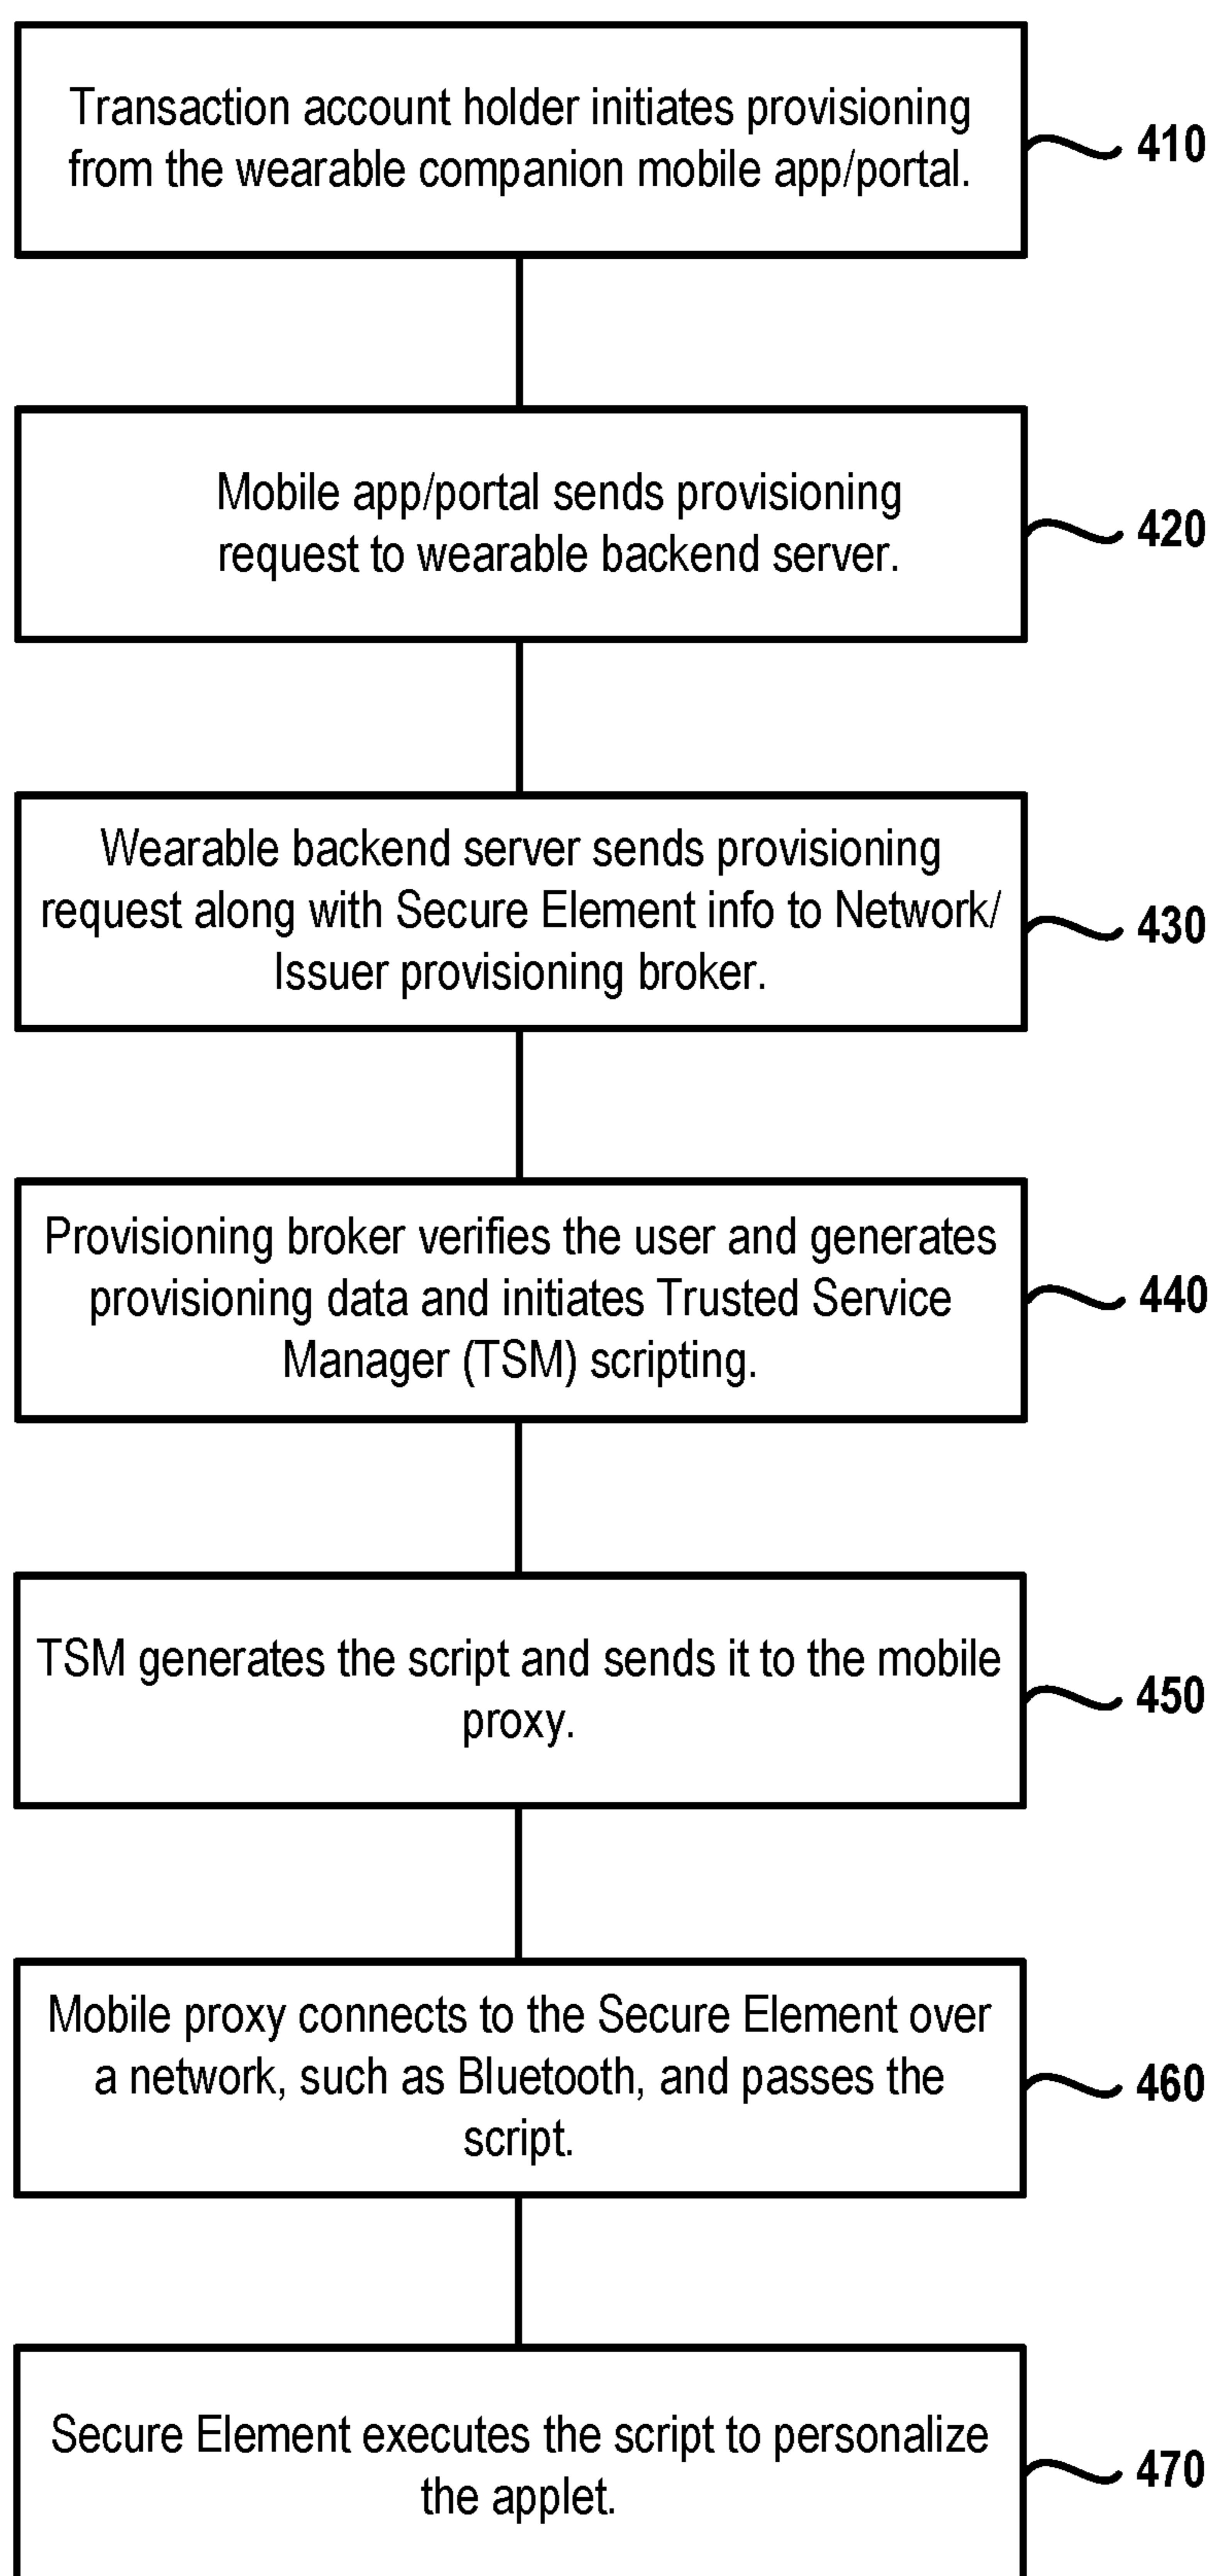 Transaction account holder initiates provisioning
from the wearable companion mobile app/portal.
410
Mobile app/portal sends provisioning
request to wearable backend server.
420
Wearable backend server sends provisioning
request along with Secure Element info to Network/
Issuer provisioning broker.
430
Provisioning broker verifies the user and generates
provisioning data and initiates Trusted Service
Manager (TSM) scripting.
440
TSM generates the script and sends it to the mobile
proxy.
450
Mobile proxy connects to the Secure Element over
a network, such as Bluetooth, and passes the
script.
460
Secure Element executes the script to personalize
the applet.
470